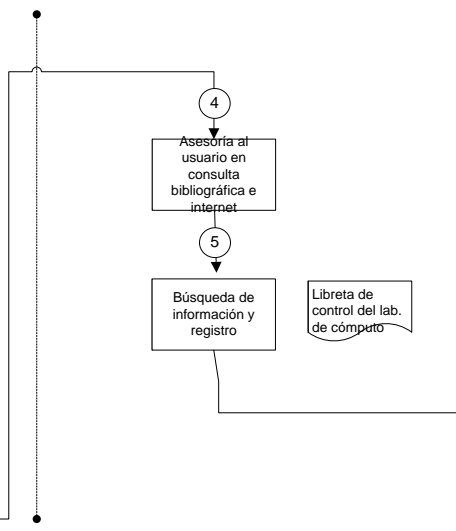 4
Asesoría al
usuario en
consulta
bibliográfica e
internet
5
Búsqueda de
información y
registro
Libreta de
control del lab.
de cómputo